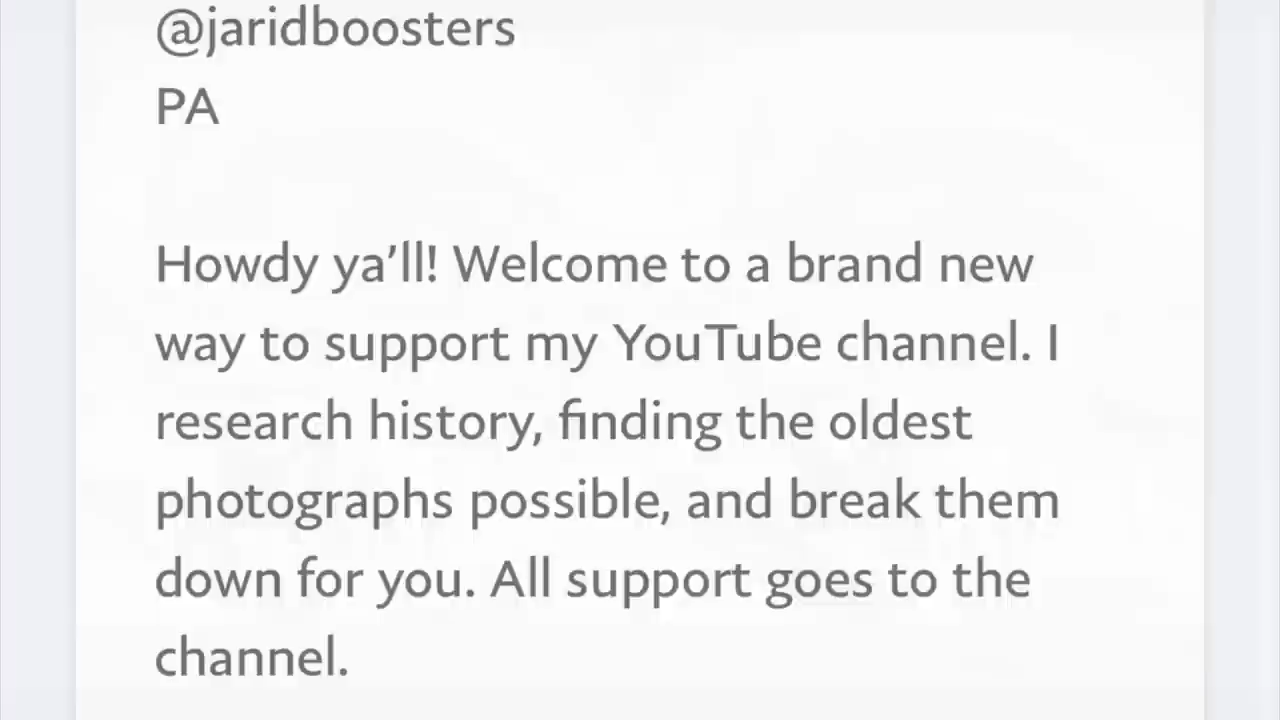 @jaridboosters
PA
Howdy ya’ll! Welcome to a brand new
way to support my YouTube channel. I
research history, finding the oldest
photographs possible, and break them
down for you. All support goes to the
channel.